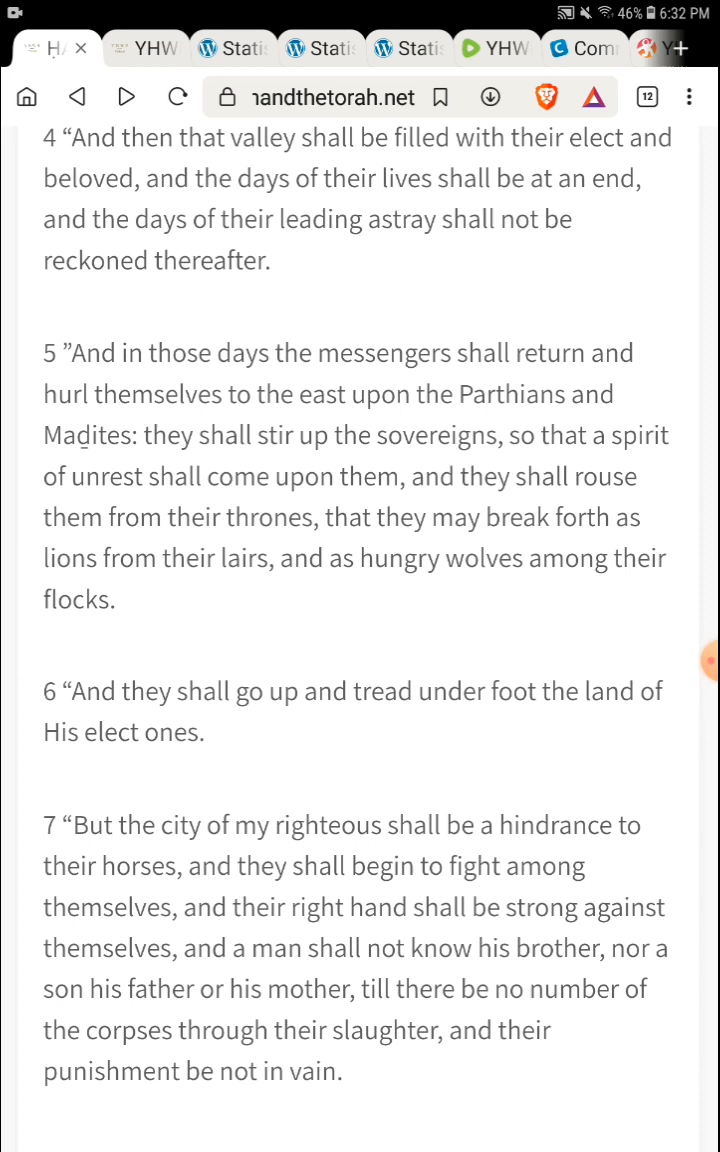 46% 6:32 PM
YHW Stati Stati Stati YHW Com
nandthetorah.net 12
4 “And then that valley shall be filled with their elect and
beloved, and the days of their lives shall be at an end,
and the days of their leading astray shall not be
reckoned thereafter.
5 ”And in those days the messengers shall return and
hurl themselves to the east upon the Parthians and
Maḏites: they shall stir up the sovereigns, so that a spirit
of unrest shall come upon them, and they shall rouse
them from their thrones, that they may break forth as
lions from their lairs, and as hungry wolves among their
flocks.
6 “And they shall go up and tread under foot the land of
His elect ones.
7 “But the city of my righteous shall be a hindrance to
their horses, and they shall begin to fight among
themselves, and their right hand shall be strong against
themselves, and a man shall not know his brother, nor a
son his father or his mother, till there be no number of
the corpses through their slaughter, and their
punishment be not in vain.